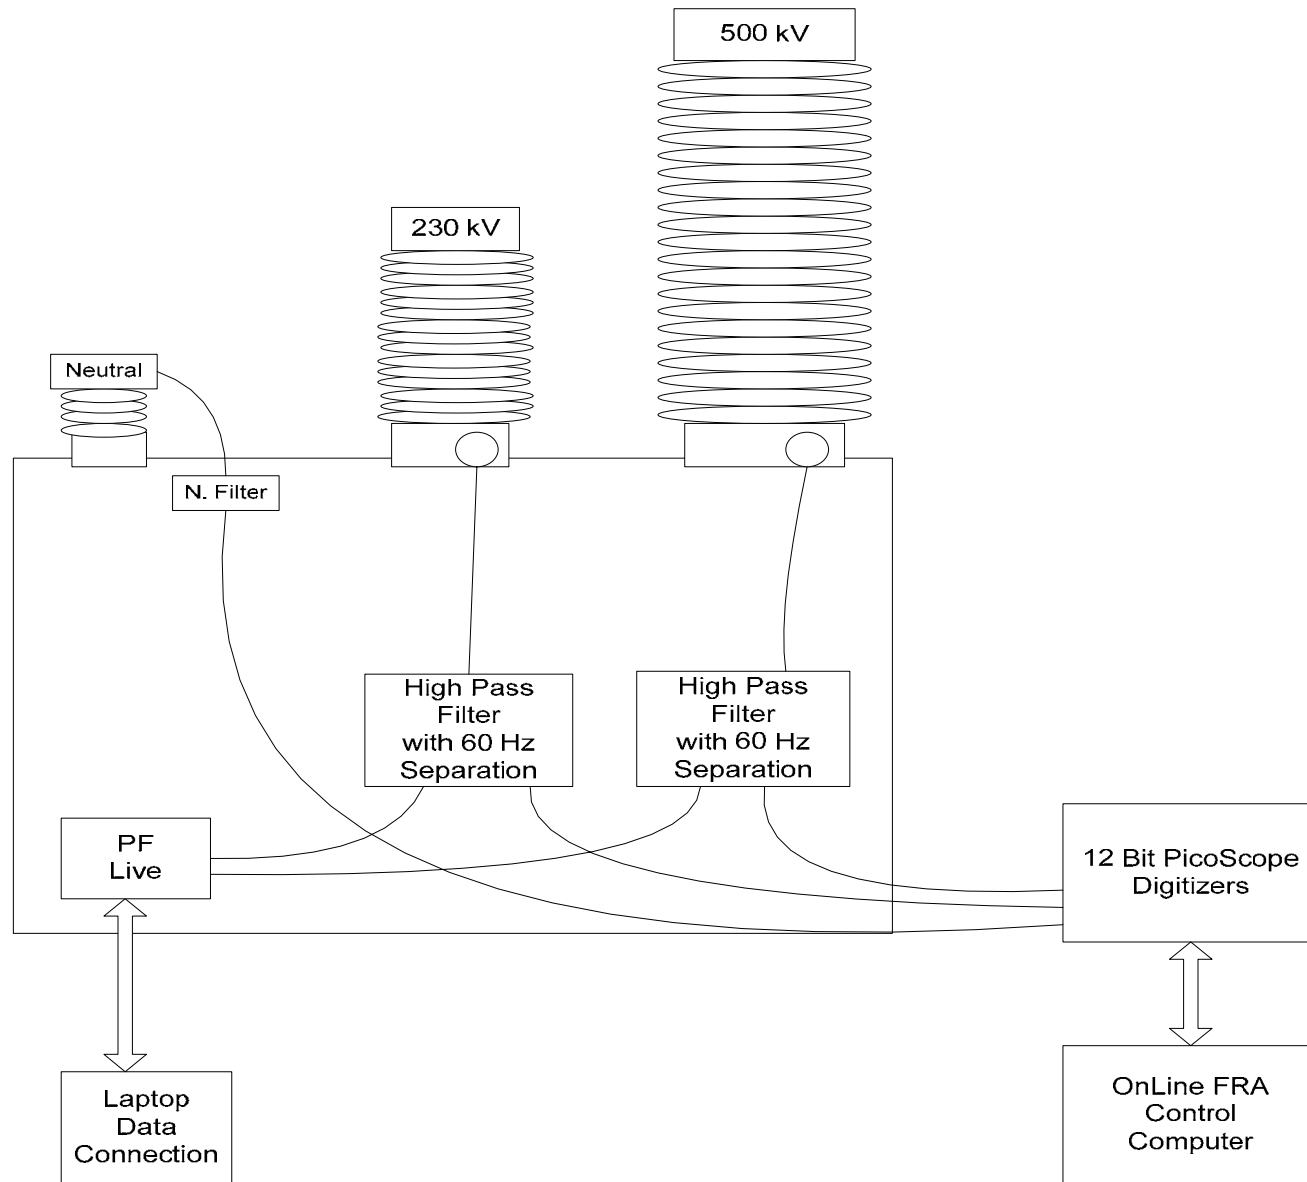 500 kV
230 kV
Neutral
N. Filter
High Pass
Filter
with 60 Hz
Separation
High Pass
Filter
with 60 Hz
Separation
PF
Live
12 Bit PicoScope
Digitizers
Laptop
Data
Connection
OnLine FRA
Control
Computer